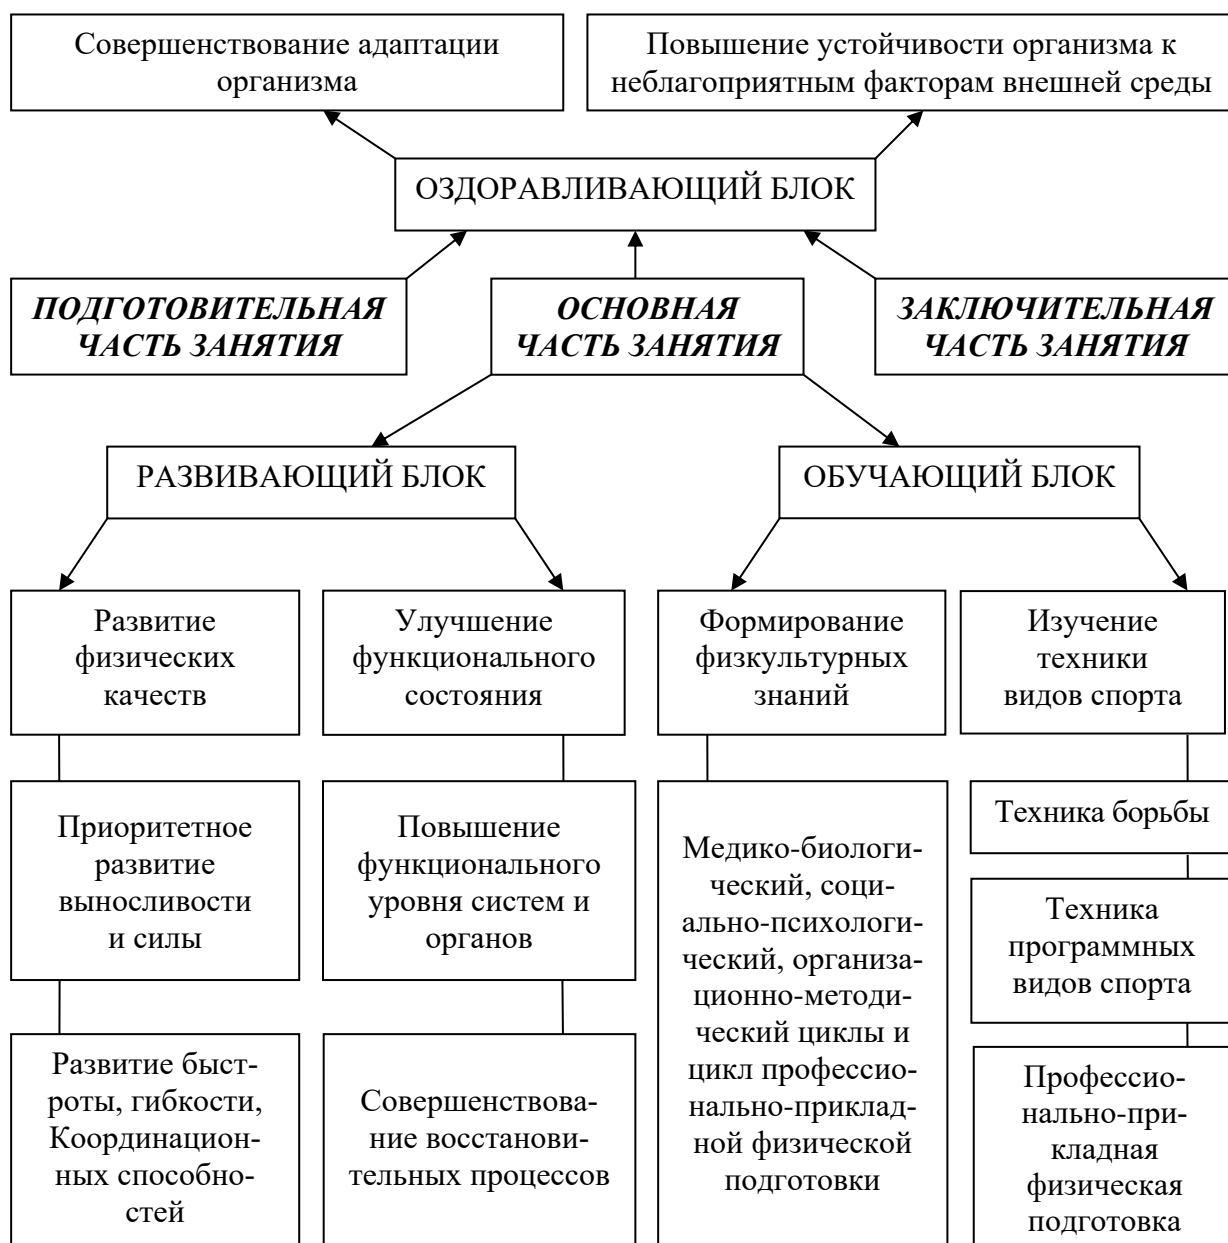 Совершенствование адаптации
организма
Повышение устойчивости организма к
неблагоприятным факторам внешней среды
ОЗДОРАВЛИВАЮЩИЙ БЛОК
ПОДГОТОВИТЕЛЬНАЯ
ЧАСТЬ ЗАНЯТИЯ
ОСНОВНАЯ
ЧАСТЬ ЗАНЯТИЯ
ЗАКЛЮЧИТЕЛЬНАЯ
ЧАСТЬ ЗАНЯТИЯ
РАЗВИВАЮЩИЙ БЛОК
ОБУЧАЮЩИЙ БЛОК
Развитие
физических
качеств
Улучшение
функционального
состояния
Формирование
физкультурных
знаний
Изучение
техники
видов спорта
Приоритетное
развитие
выносливости
и силы
Повышение
функционального
уровня систем и
органов
Медико-биологи-
ческий, соци-
ально-психологи-
ческий, организа-
ционно-методи-
ческий циклы и
цикл профессио-
нально-приклад-
ной физической
подготовки
Техника борьбы
Техника
программных
видов спорта
Развитие быст-
роты, гибкости,
Координацион-
ных способно-
стей
Совершенствова-
ние восстанови-
тельных процессов
Профессио-
нально-при-
кладная
физическая
подготовка